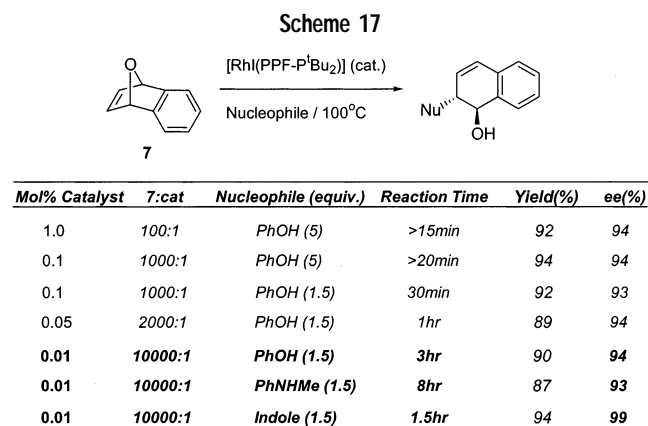 Scheme 17
O
[RhI(PPF-PᵗBu₂)] (cat.)
Nucleophile / 100°C
Nu
OH
7
Mol% Catalyst 7:cat Nucleophile (equiv.) Reaction Time Yield(%) ee(%)
1.0 100:1 PhOH (5) >15min 92 94
0.1 1000:1 PhOH (5) >20min 94 94
0.1 1000:1 PhOH (1.5) 30min 92 93
0.05 2000:1 PhOH (1.5) 1hr 89 94
0.01 10000:1 PhOH (1.5) 3hr 90 94
0.01 10000:1 PhNHMe (1.5) 8hr 87 93
0.01 10000:1 Indole (1.5) 1.5hr 94 99